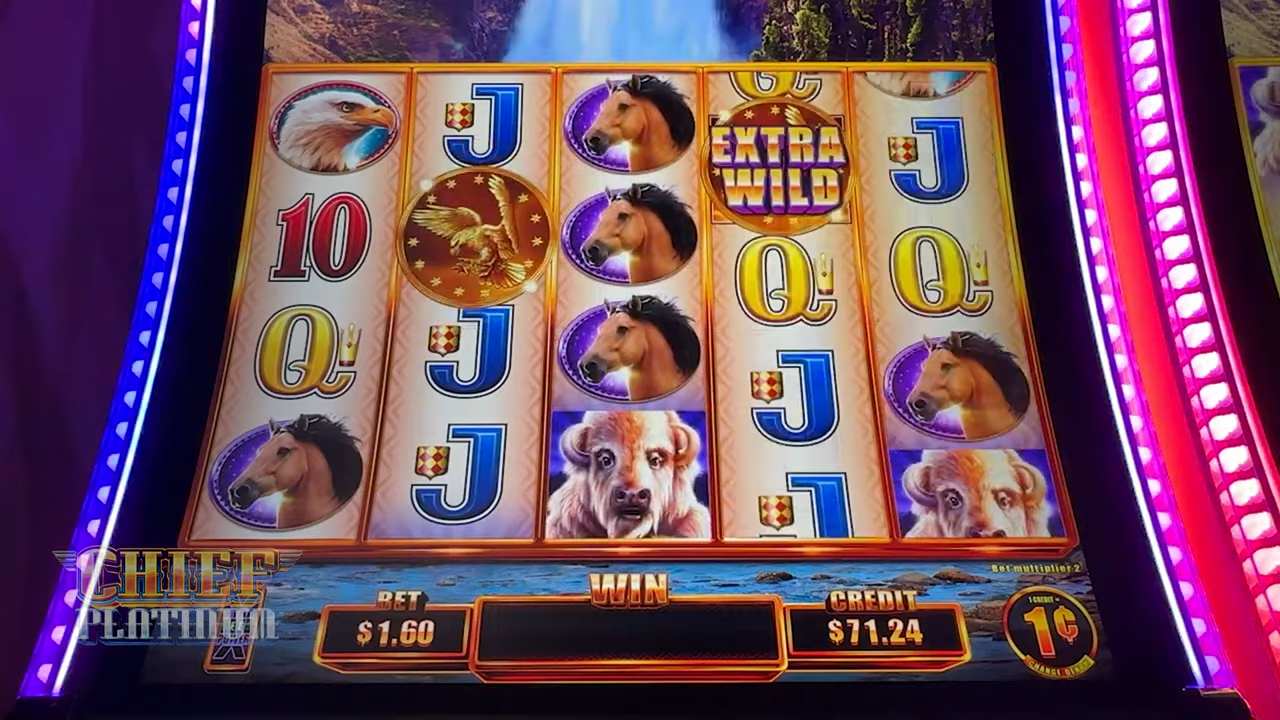 Q
J
EXTRA
WILD
J
10
Q
Q
Q
J
J
J
J
CHIEF
PLATINUM
BET
$1.60
WIN
CREDIT
$71.24
Bet multiplier 2
1 CREDIT =
1¢